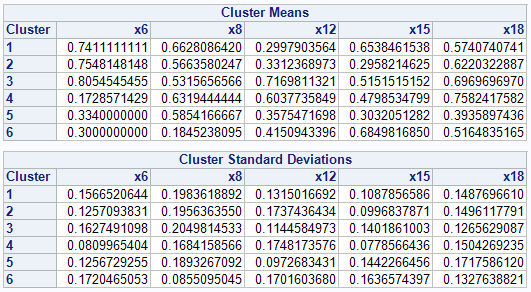 Cluster Means
Cluster x6 x8 x12 x15 x18
1 0.7411111111 0.6628086420 0.2997903564 0.6538461538 0.5740740741
2 0.7548148148 0.5663580247 0.3312368973 0.2958214625 0.6220322887
3 0.8054545455 0.5315656566 0.7169811321 0.5151515152 0.6969696970
4 0.1728571429 0.6319444444 0.6037735849 0.4798534799 0.7582417582
5 0.3340000000 0.5854166667 0.3575471698 0.3032051282 0.3935897436
6 0.3000000000 0.1845238095 0.4150943396 0.6849816850 0.5164835165
Cluster Standard Deviations
Cluster x6 x8 x12 x15 x18
1 0.1566520644 0.1983618892 0.1315016692 0.1087856586 0.1487696610
2 0.1257093831 0.1956363550 0.1737436434 0.0996837871 0.1496117791
3 0.1627491098 0.2049814533 0.1144584973 0.1401861003 0.1265629087
4 0.0809965404 0.1684158566 0.1748173576 0.0778566436 0.1504269235
5 0.1256729255 0.1893267092 0.0972683431 0.1442266456 0.1717586120
6 0.1720465053 0.0855095045 0.1701603680 0.1636574397 0.1327638821